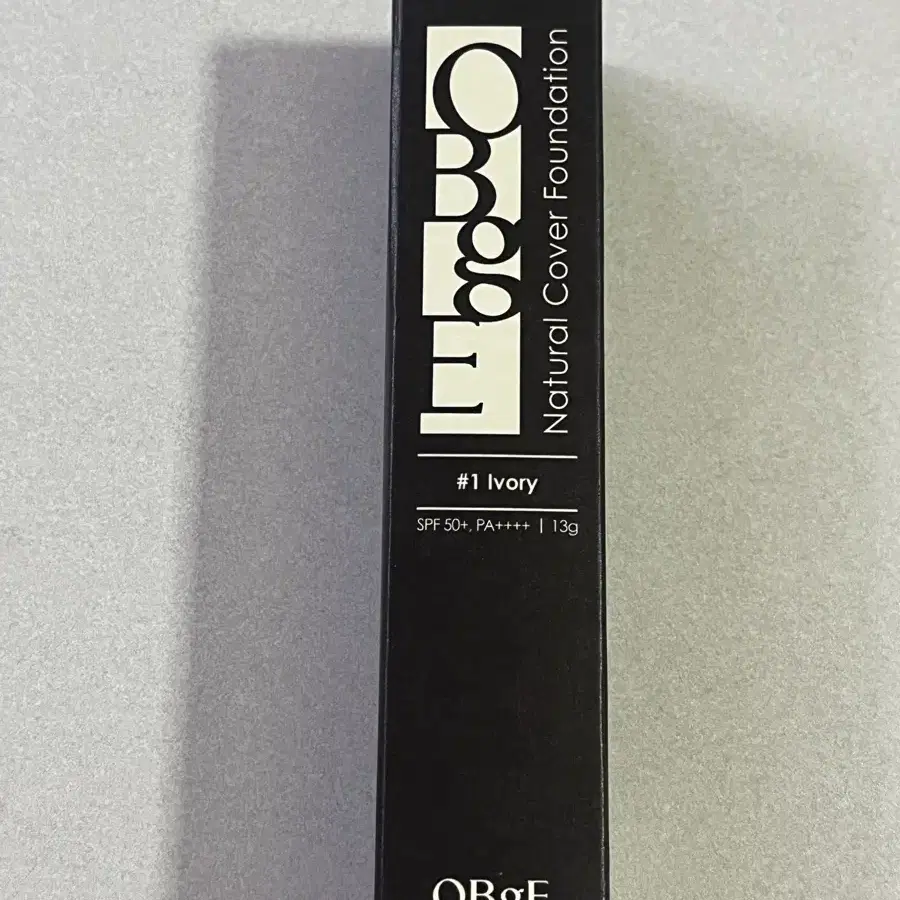 OBgE
Natural Cover Foundation
#1 Ivory
SPF 50+, PA++++ | 13g
OBgE